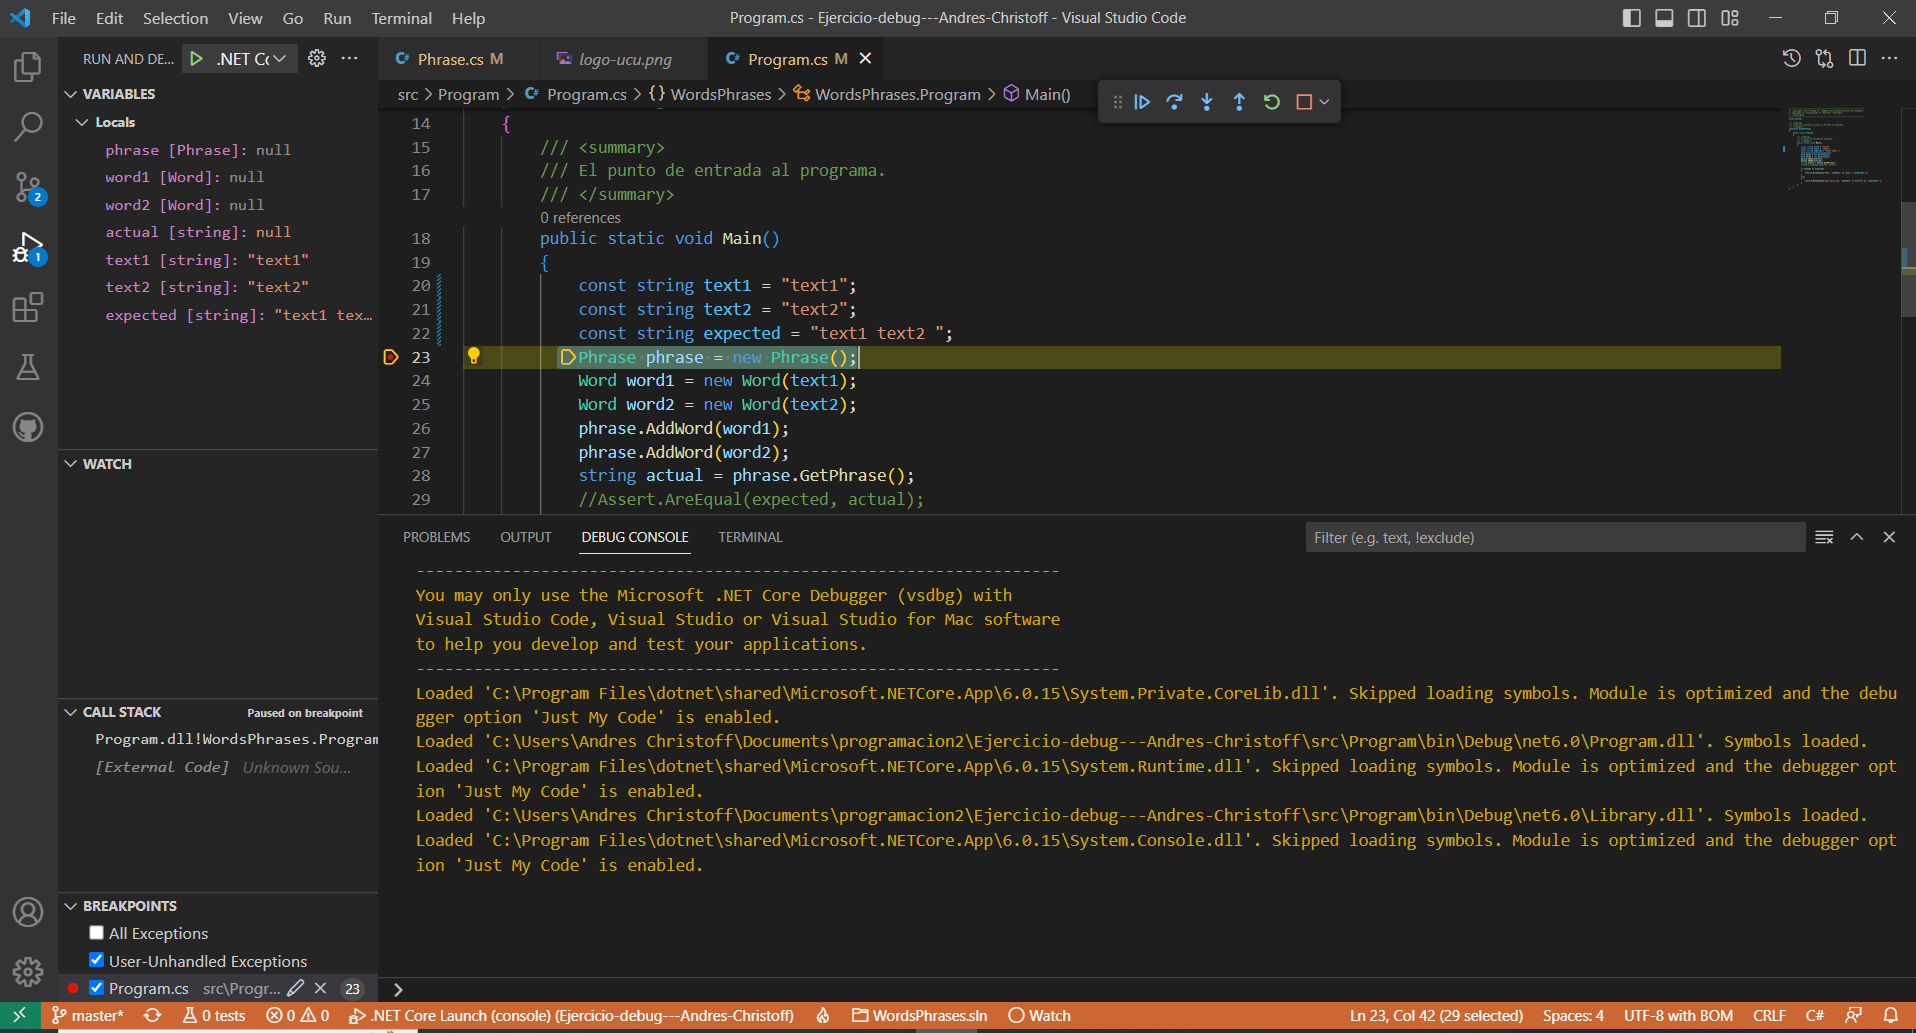 File Edit Selection View Go Run Terminal Help
Program.cs - Ejercicio-debug---Andres-Christoff - Visual Studio Code
RUN AND DE... .NET Cc
Phrase.cs M
logo-ucu.png
Program.cs M
src > Program > Program.cs > {} WordsPhrases > WordsPhrases.Program > Main()
VARIABLES
Locals
phrase [Phrase]: null
word1 [Word]: null
word2 [Word]: null
actual [string]: null
text1 [string]: "text1"
text2 [string]: "text2"
expected [string]: "text1 tex...
WATCH
CALL STACK Paused on breakpoint
Program.dll!WordsPhrases.Program
[External Code] Unknown Sou...
BREAKPOINTS
All Exceptions
User-Unhandled Exceptions
Program.cs src\Progr... 23
2
1
14 {
15 /// <summary>
16 /// El punto de entrada al programa.
17 /// </summary>
0 references
18 public static void Main()
19 {
20 const string text1 = "text1";
21 const string text2 = "text2";
22 const string expected = "text1 text2 ";
23 Phrase phrase = new Phrase();
24 Word word1 = new Word(text1);
25 Word word2 = new Word(text2);
26 phrase.AddWord(word1);
27 phrase.AddWord(word2);
28 string actual = phrase.GetPhrase();
29 //Assert.AreEqual(expected, actual);
PROBLEMS OUTPUT DEBUG CONSOLE TERMINAL
Filter (e.g. text, !exclude)
-------------------------------------------------------------------
You may only use the Microsoft .NET Core Debugger (vsdbg) with
Visual Studio Code, Visual Studio or Visual Studio for Mac software
to help you develop and test your applications.
-------------------------------------------------------------------
Loaded 'C:\Program Files\dotnet\shared\Microsoft.NETCore.App\6.0.15\System.Private.CoreLib.dll'. Skipped loading symbols. Module is optimized and the debu
gger option 'Just My Code' is enabled.
Loaded 'C:\Users\Andres Christoff\Documents\programacion2\Ejercicio-debug---Andres-Christoff\src\Program\bin\Debug\net6.0\Program.dll'. Symbols loaded.
Loaded 'C:\Program Files\dotnet\shared\Microsoft.NETCore.App\6.0.15\System.Runtime.dll'. Skipped loading symbols. Module is optimized and the debugger opt
ion 'Just My Code' is enabled.
Loaded 'C:\Users\Andres Christoff\Documents\programacion2\Ejercicio-debug---Andres-Christoff\src\Program\bin\Debug\net6.0\Library.dll'. Symbols loaded.
Loaded 'C:\Program Files\dotnet\shared\Microsoft.NETCore.App\6.0.15\System.Console.dll'. Skipped loading symbols. Module is optimized and the debugger opt
ion 'Just My Code' is enabled.
master* 0 tests 0 0 .NET Core Launch (console) (Ejercicio-debug---Andres-Christoff) WordsPhrases.sln Watch
Ln 23, Col 42 (29 selected) Spaces: 4 UTF-8 with BOM CRLF C#